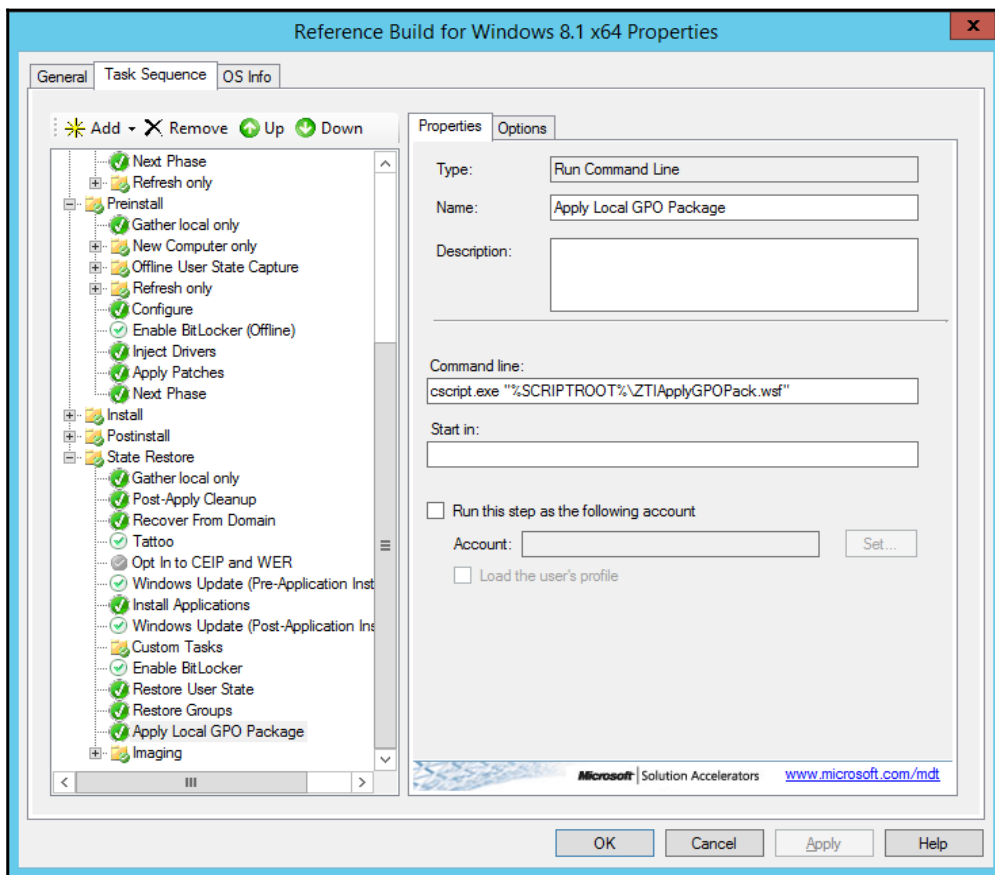 Reference Build for Windows 8.1 x64 Properties
x
General
Task Sequence
OS Info
Add
Remove
Up
Down
Next Phase
Refresh only
Preinstall
Gather local only
New Computer only
Offline User State Capture
Refresh only
Configure
Enable BitLocker (Offline)
Inject Drivers
Apply Patches
Next Phase
Install
Postinstall
State Restore
Gather local only
Post-Apply Cleanup
Recover From Domain
Tattoo
Opt In to CEIP and WER
Windows Update (Pre-Application Inst
Install Applications
Windows Update (Post-Application Ins
Custom Tasks
Enable BitLocker
Restore User State
Restore Groups
Apply Local GPO Package
Imaging
Properties
Options
Type: Run Command Line
Name: Apply Local GPO Package
Description:
Command line:
cscript.exe "%SCRIPTROOT%\ZTIApplyGPOPack.wsf"
Start in:
Run this step as the following account
Account: Set...
Load the user's profile
Microsoft Solution Accelerators www.microsoft.com/mdt
OK Cancel Apply Help